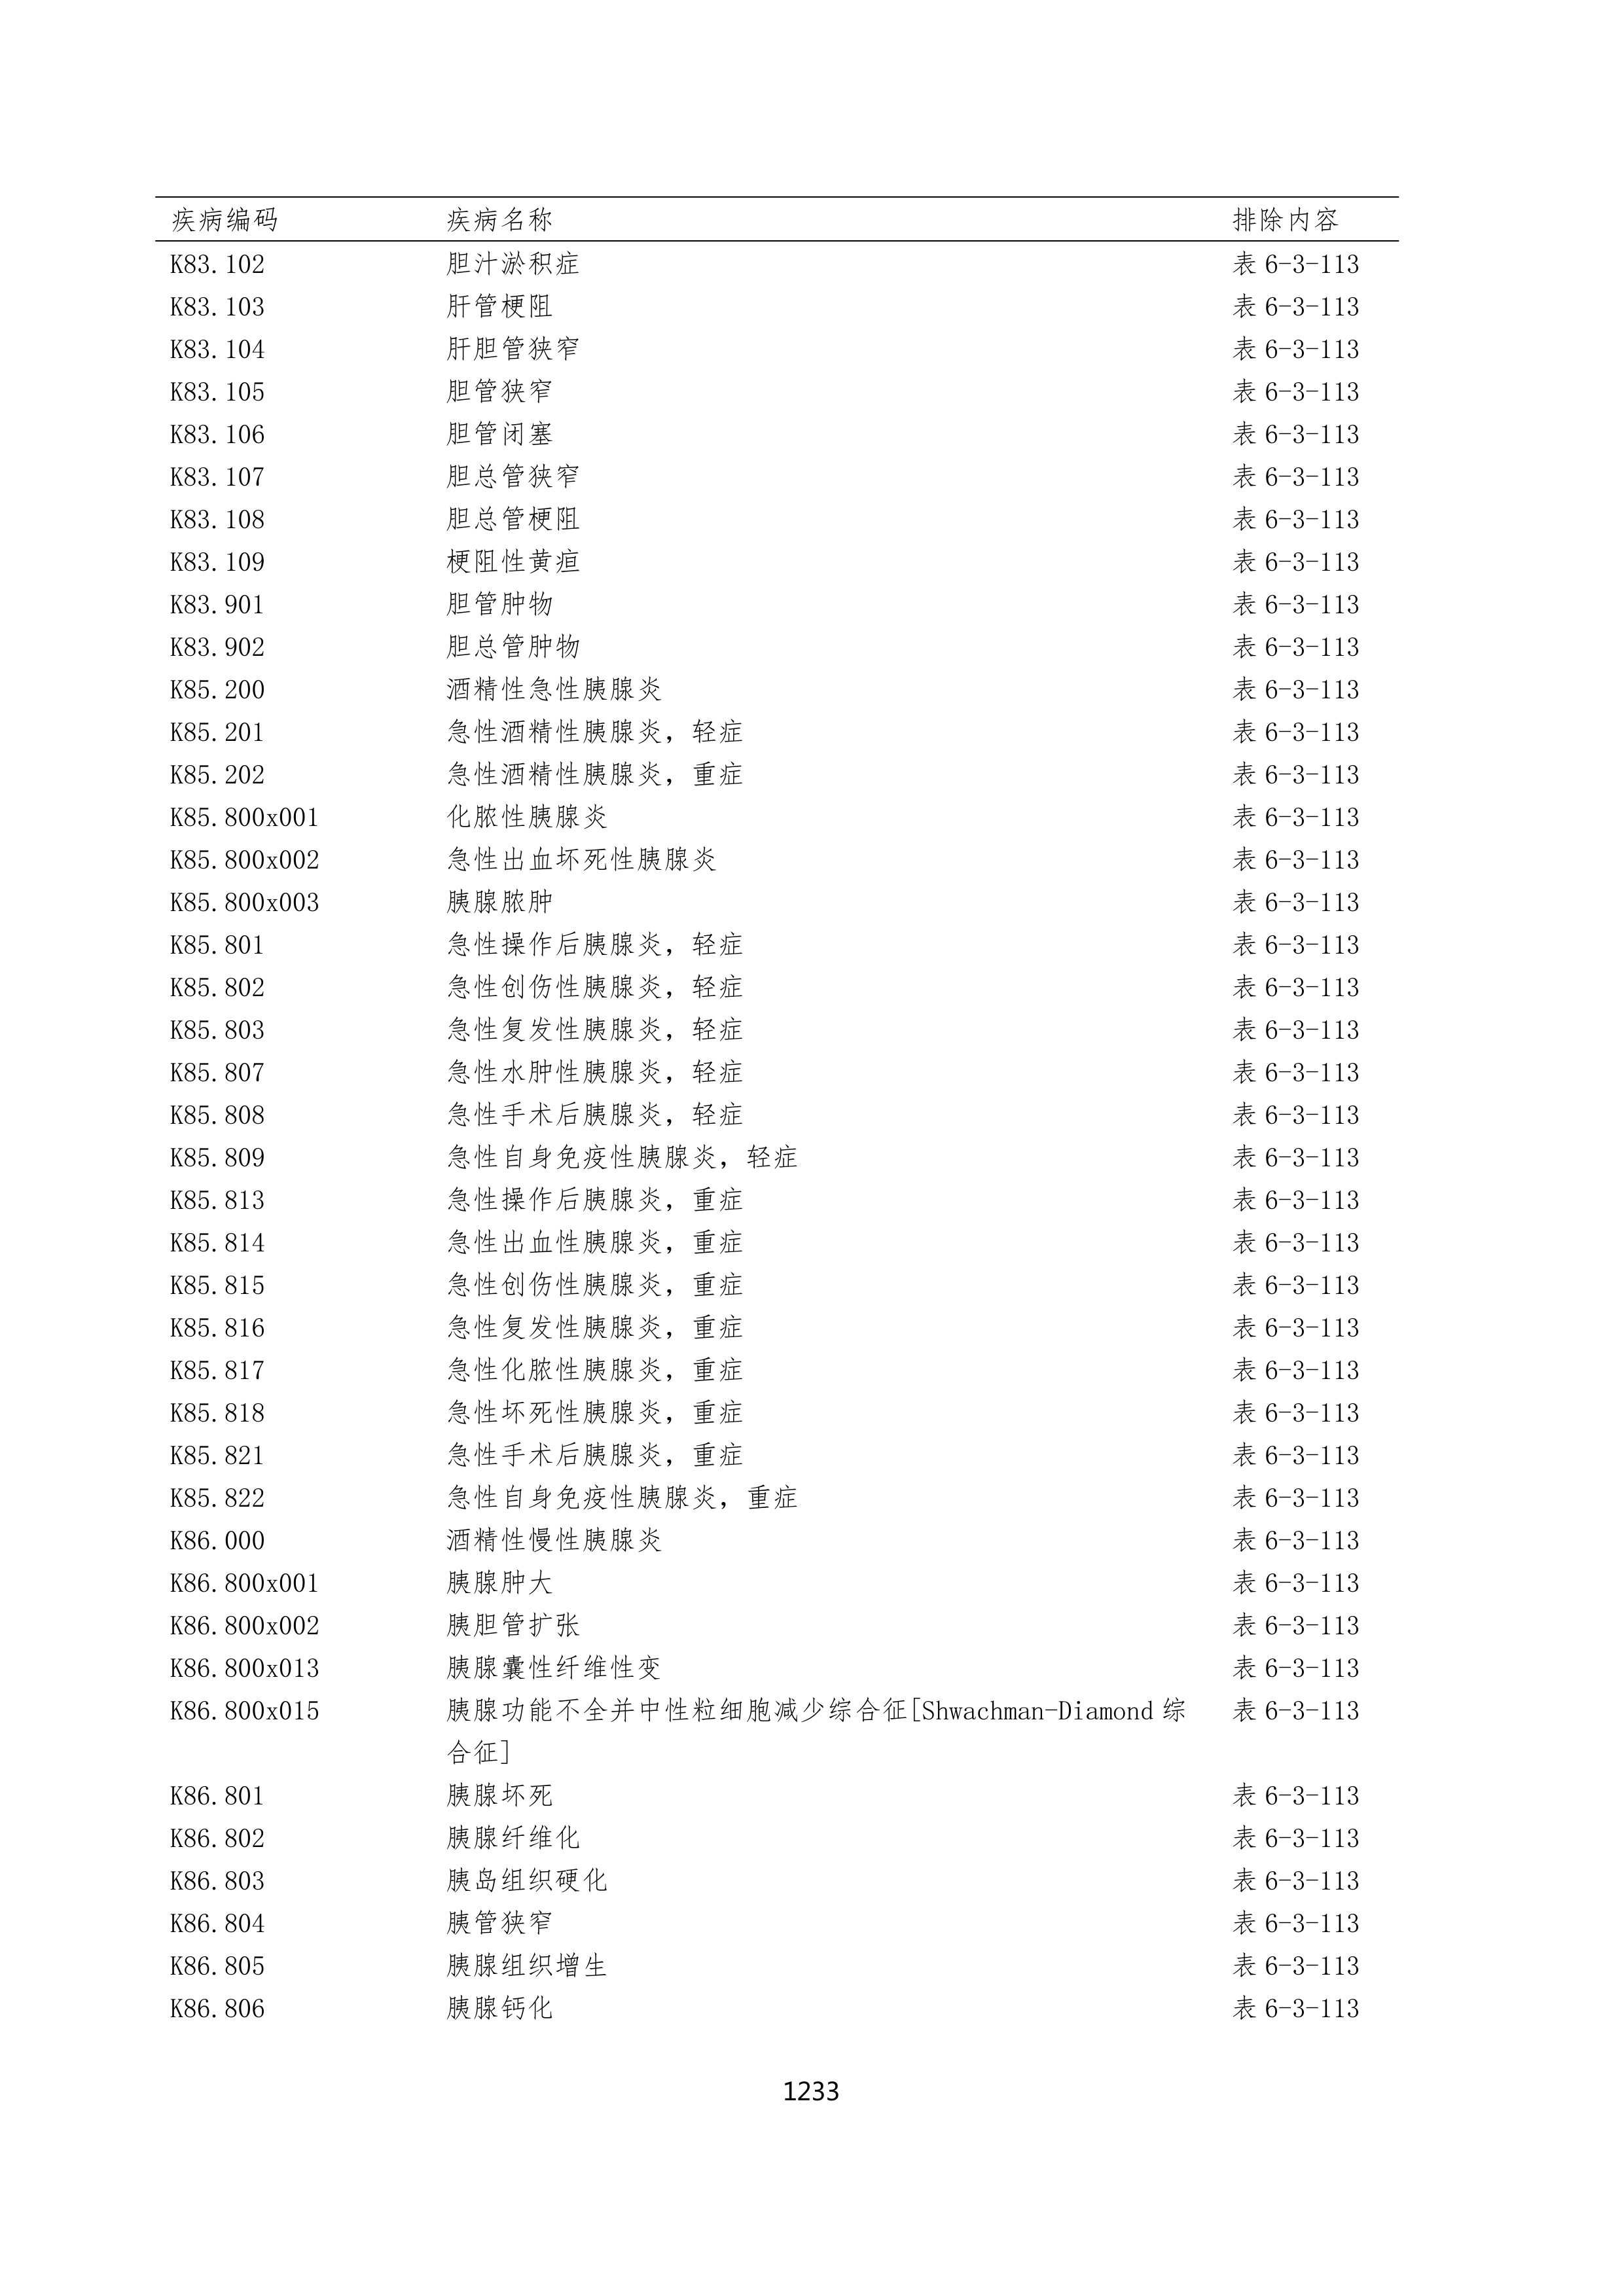 疾病编码 疾病名称 排除内容
K83.102 胆汁淤积症 表 6-3-113
K83.103 肝管梗阻 表 6-3-113
K83.104 肝胆管狭窄 表 6-3-113
K83.105 胆管狭窄 表 6-3-113
K83.106 胆管闭塞 表 6-3-113
K83.107 胆总管狭窄 表 6-3-113
K83.108 胆总管梗阻 表 6-3-113
K83.109 梗阻性黄疸 表 6-3-113
K83.901 胆管肿物 表 6-3-113
K83.902 胆总管肿物 表 6-3-113
K85.200 酒精性急性胰腺炎 表 6-3-113
K85.201 急性酒精性胰腺炎，轻症 表 6-3-113
K85.202 急性酒精性胰腺炎，重症 表 6-3-113
K85.800x001 化脓性胰腺炎 表 6-3-113
K85.800x002 急性出血坏死性胰腺炎 表 6-3-113
K85.800x003 胰腺脓肿 表 6-3-113
K85.801 急性操作后胰腺炎，轻症 表 6-3-113
K85.802 急性创伤性胰腺炎，轻症 表 6-3-113
K85.803 急性复发性胰腺炎，轻症 表 6-3-113
K85.807 急性水肿性胰腺炎，轻症 表 6-3-113
K85.808 急性手术后胰腺炎，轻症 表 6-3-113
K85.809 急性自身免疫性胰腺炎，轻症 表 6-3-113
K85.813 急性操作后胰腺炎，重症 表 6-3-113
K85.814 急性出血性胰腺炎，重症 表 6-3-113
K85.815 急性创伤性胰腺炎，重症 表 6-3-113
K85.816 急性复发性胰腺炎，重症 表 6-3-113
K85.817 急性化脓性胰腺炎，重症 表 6-3-113
K85.818 急性坏死性胰腺炎，重症 表 6-3-113
K85.821 急性手术后胰腺炎，重症 表 6-3-113
K85.822 急性自身免疫性胰腺炎，重症 表 6-3-113
K86.000 酒精性慢性胰腺炎 表 6-3-113
K86.800x001 胰腺肿大 表 6-3-113
K86.800x002 胰胆管扩张 表 6-3-113
K86.800x013 胰腺囊性纤维性变 表 6-3-113
K86.800x015 胰腺功能不全并中性粒细胞减少综合征[Shwachman-Diamond 综 表 6-3-113
合征]
K86.801 胰腺坏死 表 6-3-113
K86.802 胰腺纤维化 表 6-3-113
K86.803 胰岛组织硬化 表 6-3-113
K86.804 胰管狭窄 表 6-3-113
K86.805 胰腺组织增生 表 6-3-113
K86.806 胰腺钙化 表 6-3-113
1233